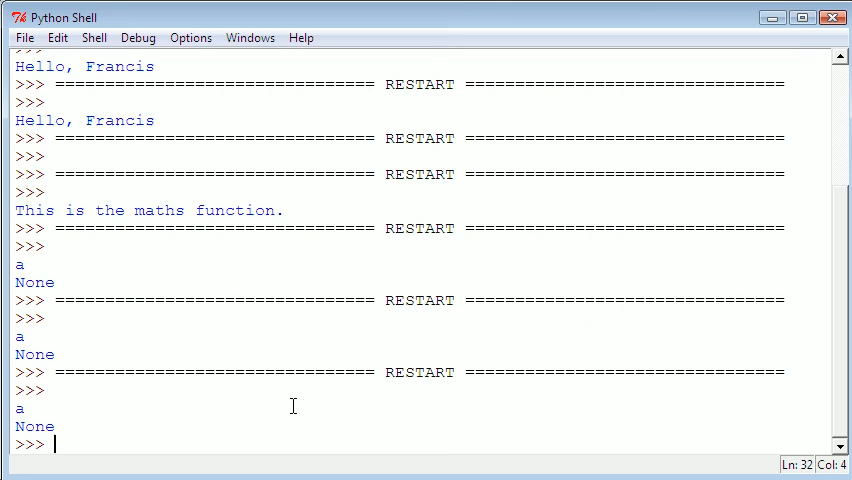 Python Shell
File Edit Shell Debug Options Windows Help
>>>
Hello, Francis
>>> ================================ RESTART ================================
>>>
Hello, Francis
>>> ================================ RESTART ================================
>>>
>>> ================================ RESTART ================================
>>>
This is the maths function.
>>> ================================ RESTART ================================
>>>
a
None
>>> ================================ RESTART ================================
>>>
a
None
>>> ================================ RESTART ================================
>>>
a
None
>>>
Ln: 32 Col: 4